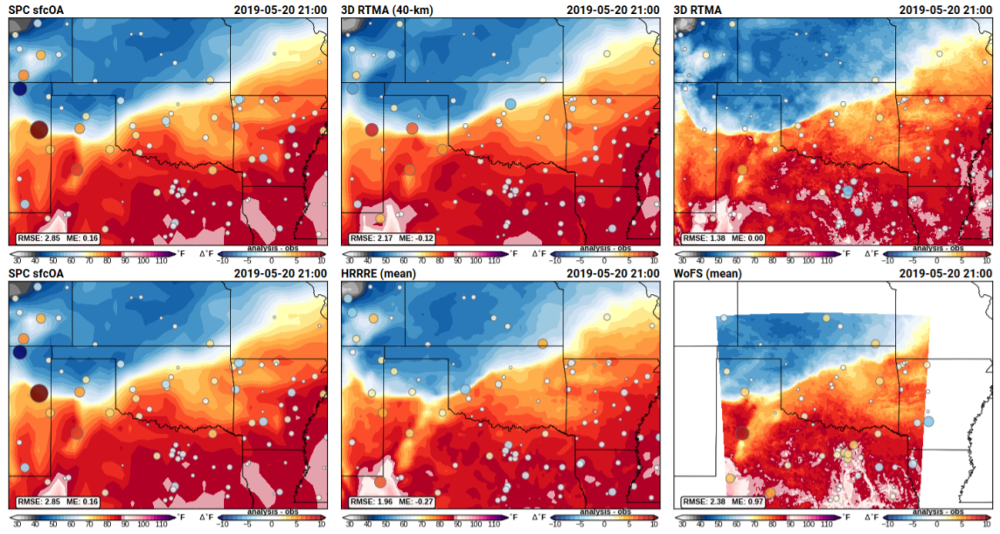 SPC sfcOA 2019-05-20 21:00
3D RTMA (40-km) 2019-05-20 21:00
3D RTMA 2019-05-20 21:00
RMSE: 2.85 ME: 0.16
RMSE: 2.17 ME: -0.12
RMSE: 1.38 ME: 0.00
analysis - obs
analysis - obs
analysis - obs
30 40 50 60 70 80 90 100 110 °F Δ°F −10 −5 0 5 10
30 40 50 60 70 80 90 100 110 °F Δ°F −10 −5 0 5 10
30 40 50 60 70 80 90 100 110 °F Δ°F −10 −5 0 5 10
SPC sfcOA 2019-05-20 21:00
HRRRE (mean) 2019-05-20 21:00
WoFS (mean) 2019-05-20 21:00
RMSE: 2.85 ME: 0.16
RMSE: 1.96 ME: -0.27
RMSE: 2.38 ME: 0.97
analysis - obs
analysis - obs
analysis - obs
30 40 50 60 70 80 90 100 110 °F Δ°F −10 −5 0 5 10
30 40 50 60 70 80 90 100 110 °F Δ°F −10 −5 0 5 10
30 40 50 60 70 80 90 100 110 °F Δ°F −10 −5 0 5 10